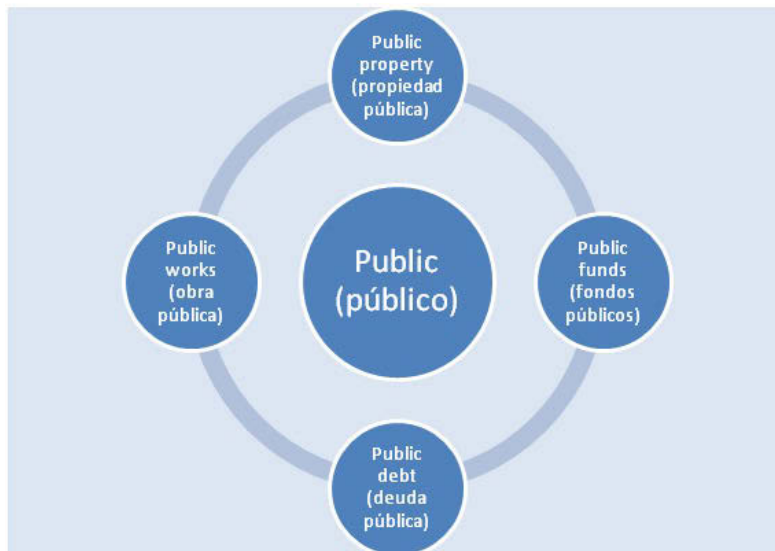 Public
property
(propiedad
pública)
Public
works
(obra
pública)
Public
(público)
Public
funds
(fondos
públicos)
Public
debt
(deuda
pública)